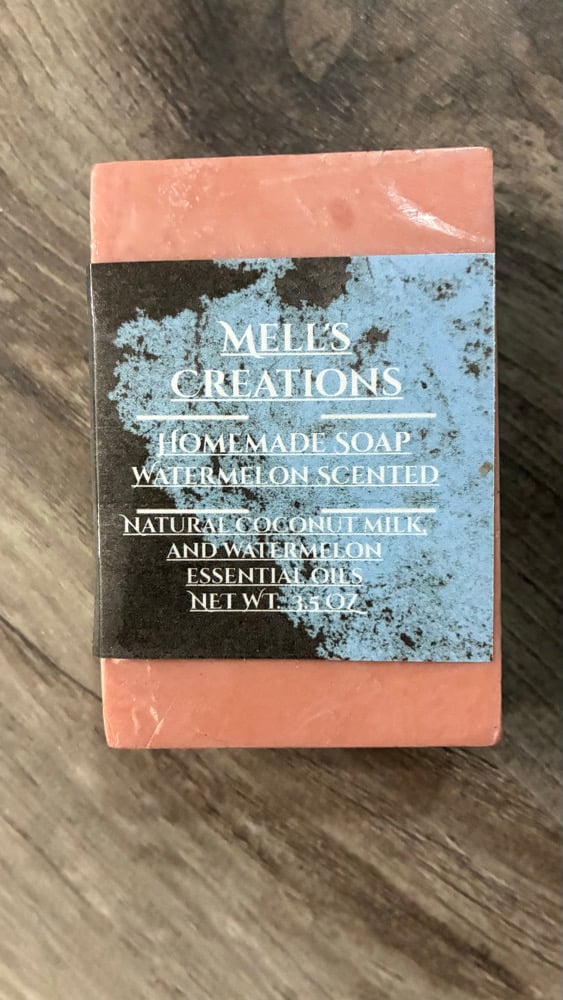 Mell's
Creations
Homemade Soap
Watermelon Scented
Natural coconut milk,
and watermelon
essential oils
Net Wt. 3.5 oz